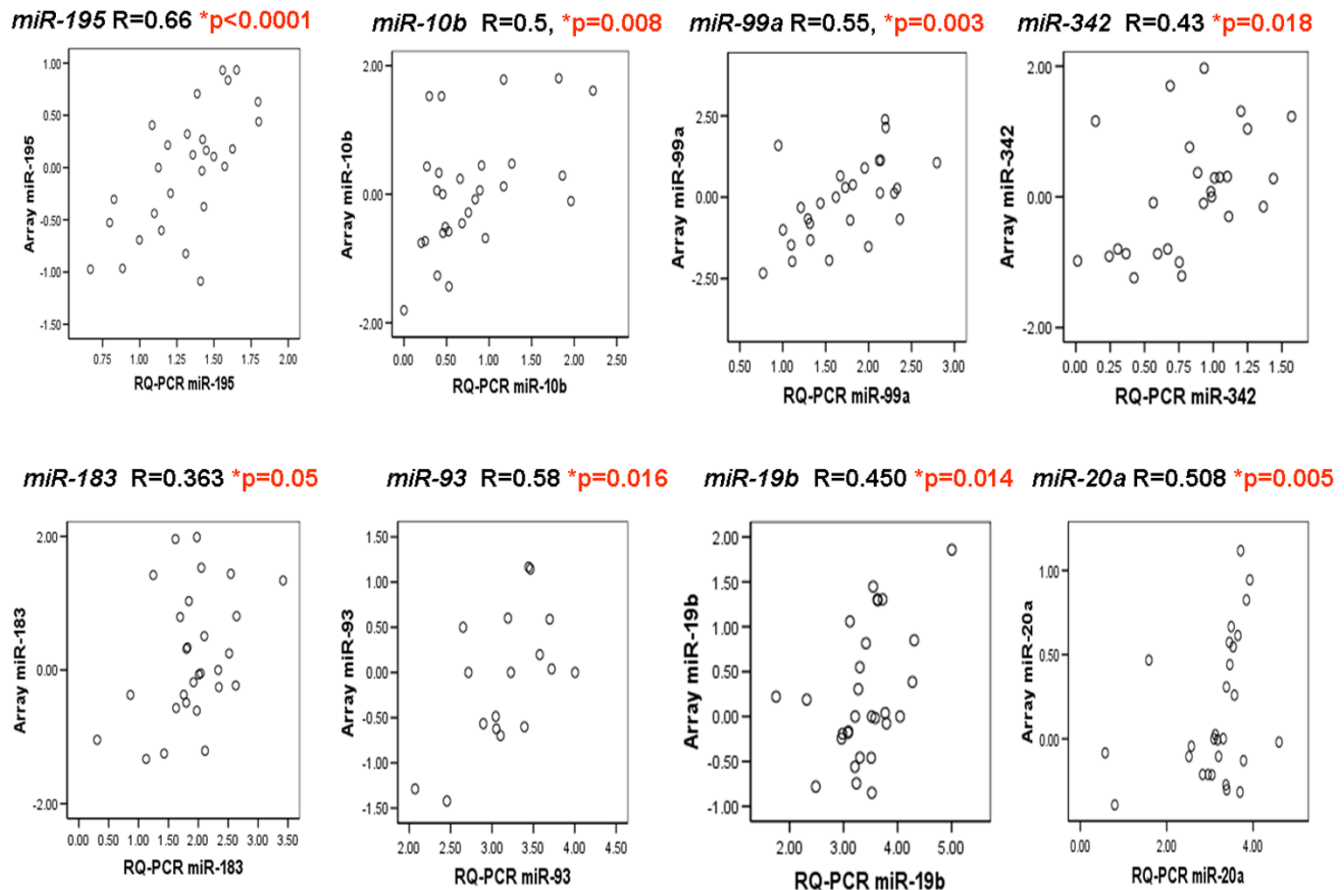 miR-195 R=0.66 *p<0.0001
miR-10b R=0.5, *p=0.008
miR-99a R=0.55, *p=0.003
miR-342 R=0.43 *p=0.018
Array miR-195
1.00
0.50
0.00
-0.50
-1.00
-1.50
0.75 1.00 1.25 1.50 1.75 2.00
RQ-PCR miR-195
Array miR-10b
2.00
0.00
-2.00
0.00 0.50 1.00 1.50 2.00 2.50
RQ-PCR miR-10b
Array miR-99a
2.50
0.00
-2.50
0.50 1.00 1.50 2.00 2.50 3.00
RQ-PCR miR-99a
Array miR-342
2.00
0.00
-2.00
0.00 0.25 0.50 0.75 1.00 1.25 1.50
RQ-PCR miR-342
miR-183 R=0.363 *p=0.05
miR-93 R=0.58 *p=0.016
miR-19b R=0.450 *p=0.014
miR-20a R=0.508 *p=0.005
Array miR-183
2.00
0.00
-2.00
0.00 0.50 1.00 1.50 2.00 2.50 3.00 3.50
RQ-PCR miR-183
Array miR-93
1.50
1.00
0.50
0.00
-0.50
-1.00
-1.50
2.00 2.50 3.00 3.50 4.00 4.50
RQ-PCR miR-93
Array miR-19b
2.00
1.50
1.00
0.50
0.00
-0.50
-1.00
2.00 3.00 4.00 5.00
RQ-PCR miR-19b
Array miR-20a
1.00
0.50
0.00
0.00 2.00 4.00
RQ-PCR miR-20a